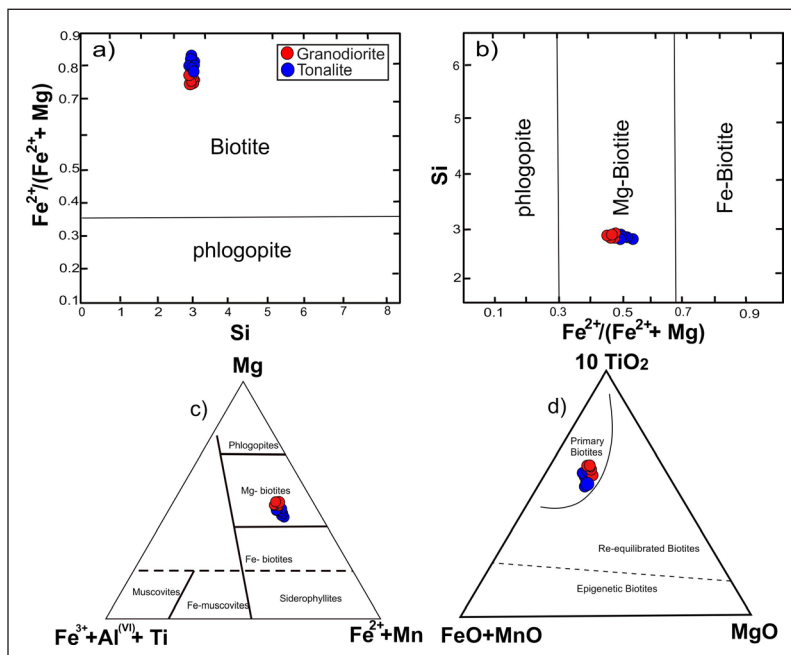 a)
Granodiorite
Tonalite
Biotite
phlogopite
Fe²⁺/(Fe²⁺+ Mg)
0.9
0.8
0.7
0.5
0.4
0.3
0.2
0.1
0 1 2 3 4 5 6 7 8
Si
b)
phlogopite
Mg-Biotite
Fe-Biotite
Si
6
5
4
3
2
0.1 0.3 0.5 0.7 0.9
Fe²⁺/(Fe²⁺+ Mg)
Mg
c)
Phlogopites
Mg- biotites
Fe- biotites
Muscovites
Fe-muscovites
Siderophyllites
Fe³⁺+Al⁽ⱽᴵ⁾+ Ti
Fe²⁺+Mn
10 TiO₂
d)
Primary
Biotites
Re-equilibrated Biotites
Epigenetic Biotites
FeO+MnO
MgO